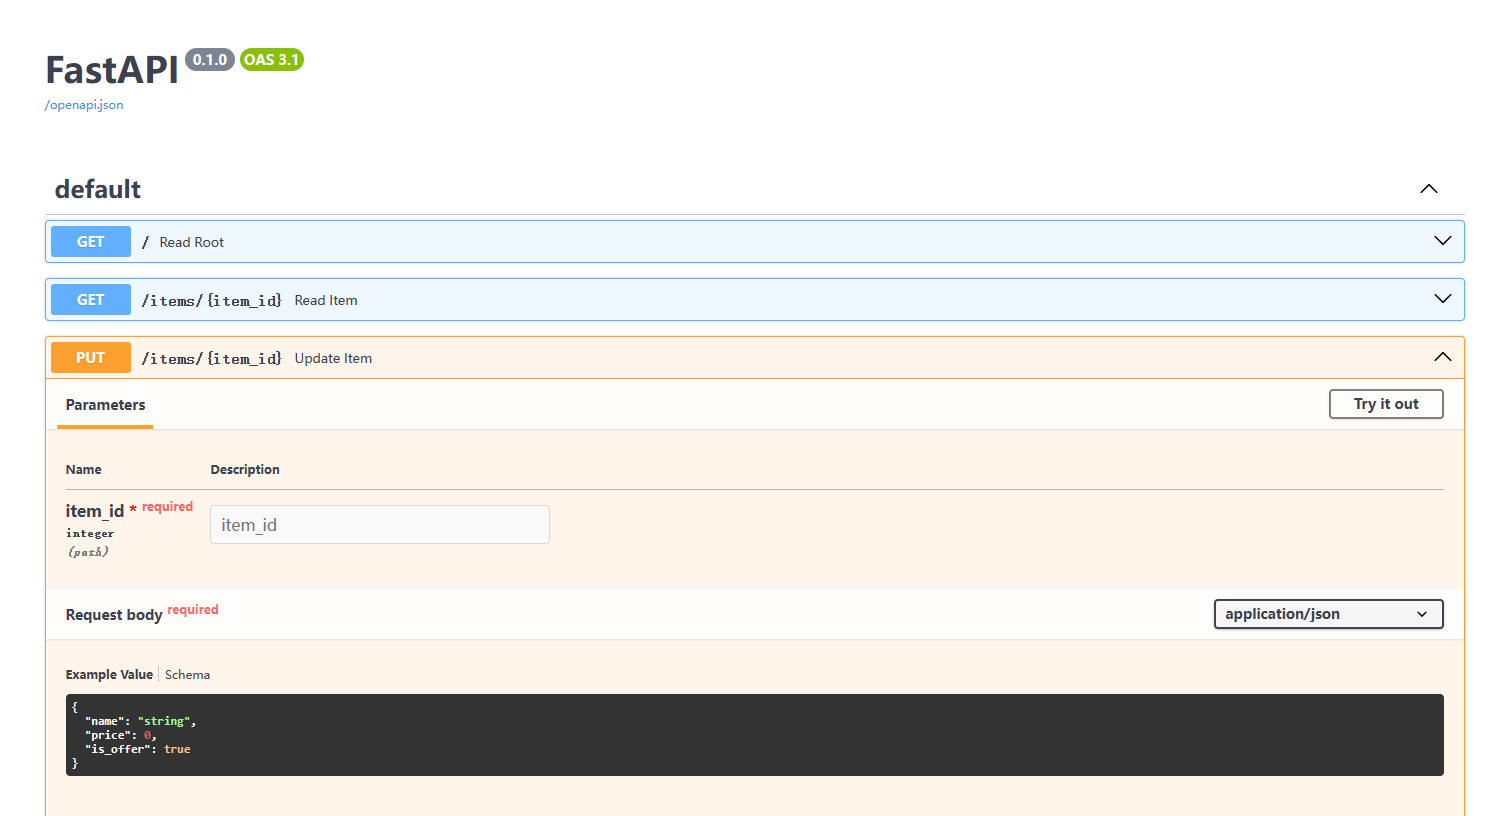 FastAPI 0.1.0 OAS 3.1
/openapi.json
default
GET / Read Root
GET /items/{item_id} Read Item
PUT /items/{item_id} Update Item
Parameters Try it out
Name Description
item_id * required
integer
(path)
item_id
Request body required application/json
Example Value Schema
{
  "name": "string",
  "price": 0,
  "is_offer": true
}